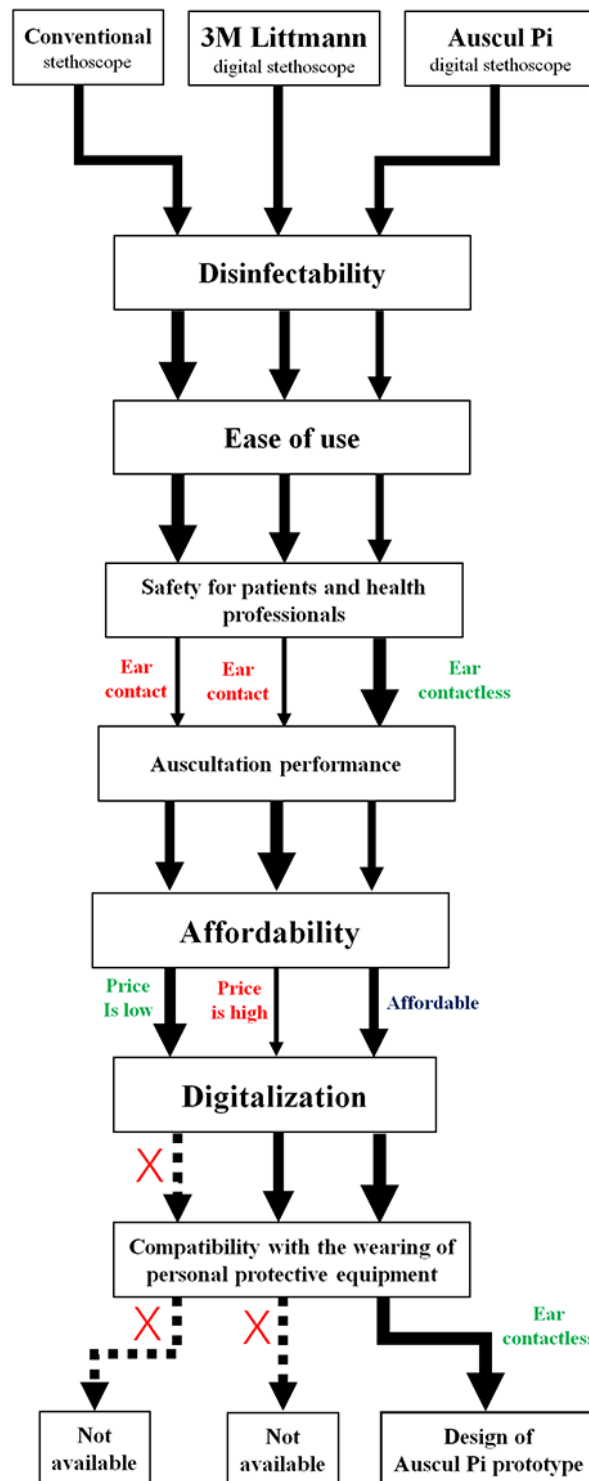 Conventional
stethoscope
3M Littmann
digital stethoscope
Auscul Pi
digital stethoscope
Disinfectability
Ease of use
Safety for patients and health
professionals
Ear
contact
Ear
contact
Ear
contactless
Auscultation performance
Affordability
Price
Is low
Price
is high
Affordable
Digitalization
X
Compatibility with the wearing of
personal protective equipment
X
X
Ear
contactless
Not
available
Not
available
Design of
Auscul Pi prototype